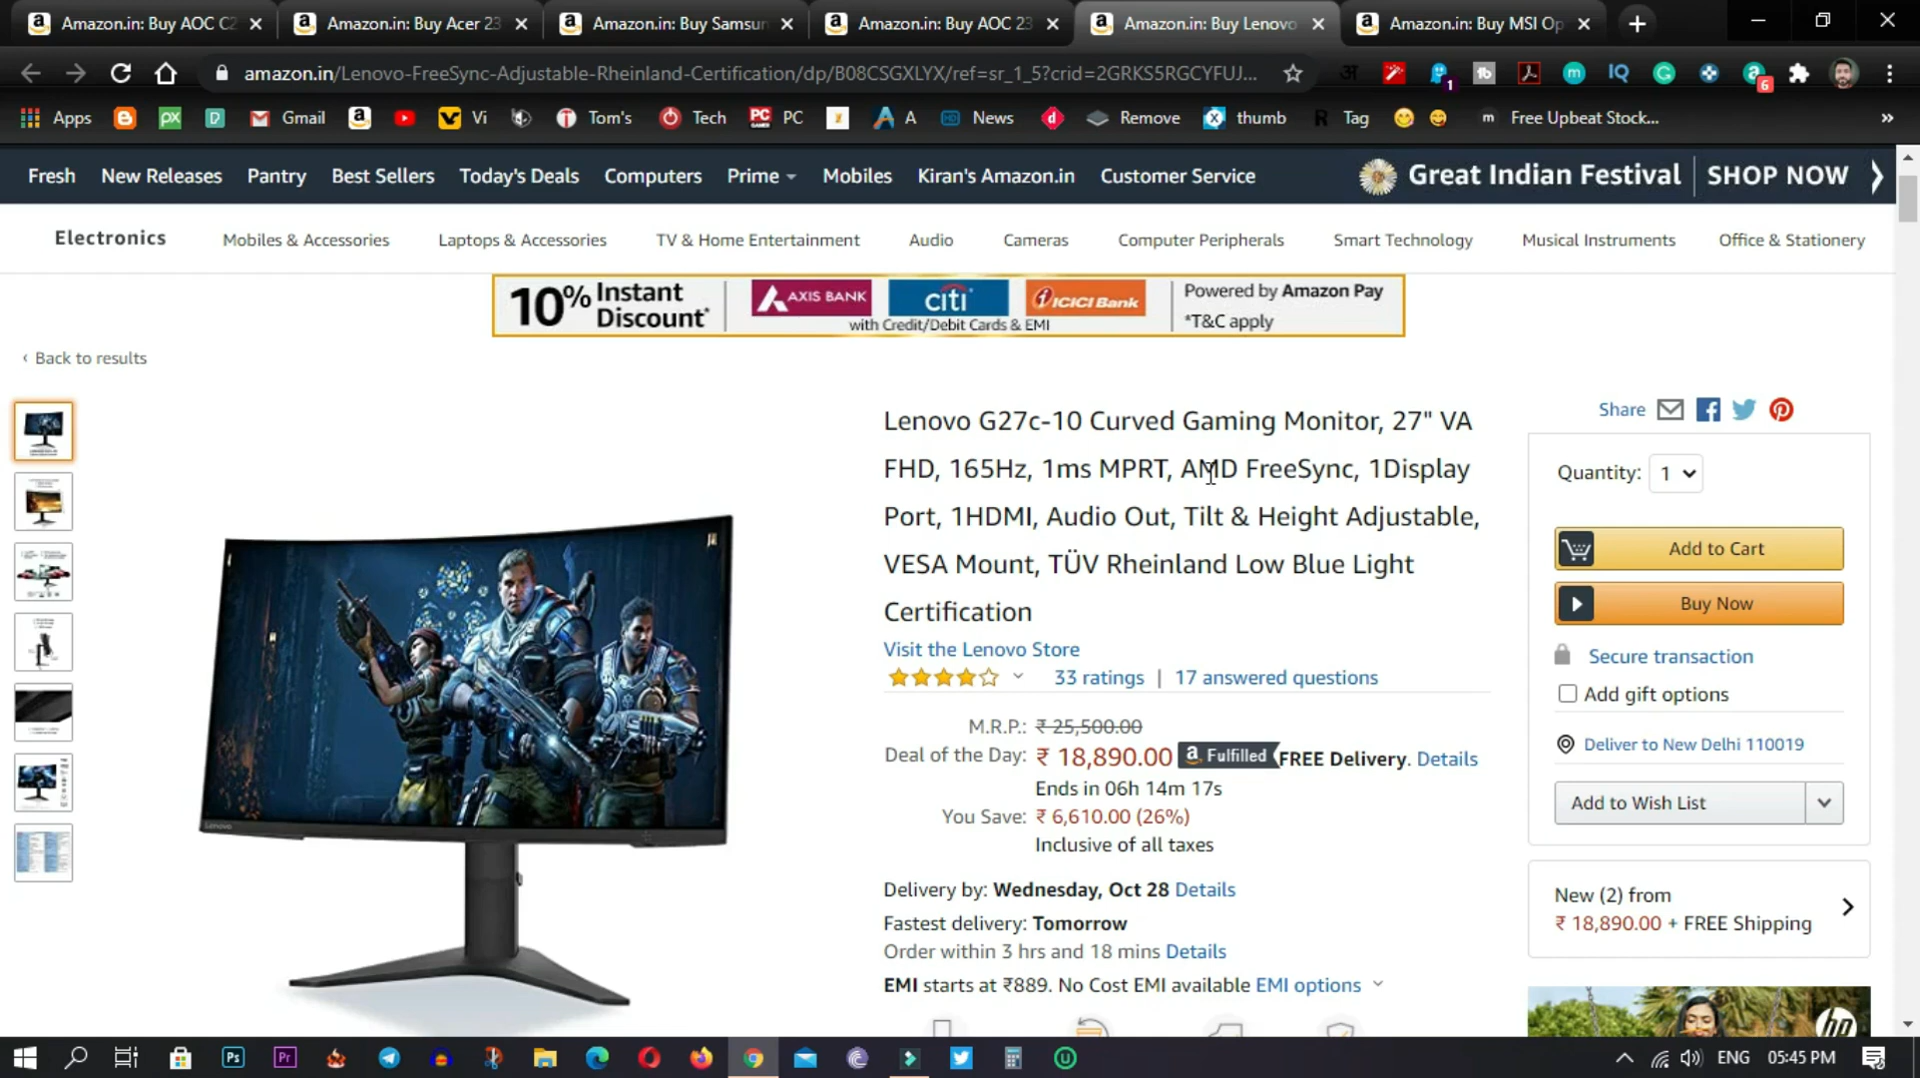 Amazon.in: Buy AOC C2
Amazon.in: Buy Acer 23
Amazon.in: Buy Samsun
Amazon.in: Buy AOC 23
Amazon.in: Buy Lenovo
Amazon.in: Buy MSI Op
amazon.in/Lenovo-FreeSync-Adjustable-Rheinland-Certification/dp/B08CSGXLYX/ref=sr_1_5?crid=2GRKS5RGCYFUJ...
Apps Gmail Vi Tom's Tech PC A News Remove thumb Tag Free Upbeat Stock...
Fresh New Releases Pantry Best Sellers Today's Deals Computers Prime Mobiles Kiran's Amazon.in Customer Service Great Indian Festival SHOP NOW
Electronics Mobiles & Accessories Laptops & Accessories TV & Home Entertainment Audio Cameras Computer Peripherals Smart Technology Musical Instruments Office & Stationery
10% Instant Discount* AXIS BANK citi ICICI Bank Powered by Amazon Pay
with Credit/Debit Cards & EMI *T&C apply
‹ Back to results
Lenovo G27c-10 Curved Gaming Monitor, 27" VA
FHD, 165Hz, 1ms MPRT, AMD FreeSync, 1Display
Port, 1HDMI, Audio Out, Tilt & Height Adjustable,
VESA Mount, TÜV Rheinland Low Blue Light
Certification
Visit the Lenovo Store
33 ratings | 17 answered questions
M.R.P.: ₹ 25,500.00
Deal of the Day: ₹ 18,890.00 a Fulfilled FREE Delivery. Details
Ends in 06h 14m 17s
You Save: ₹ 6,610.00 (26%)
Inclusive of all taxes
Delivery by: Wednesday, Oct 28 Details
Fastest delivery: Tomorrow
Order within 3 hrs and 18 mins Details
EMI starts at ₹889. No Cost EMI available EMI options
Share
Quantity: 1
Add to Cart
Buy Now
Secure transaction
Add gift options
Deliver to New Delhi 110019
Add to Wish List
New (2) from
₹ 18,890.00 + FREE Shipping
hp
Lenovo
ENG 05:45 PM